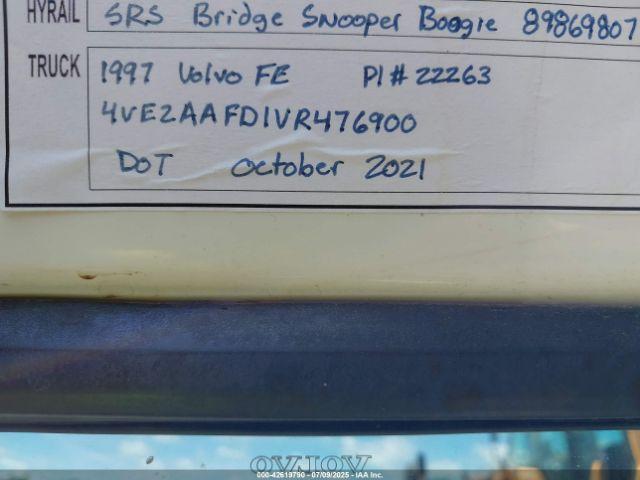 HYRAIL SRS Bridge Snooper Boogie 89869807
TRUCK 1997 Volvo FE PI# 22263
4VE2AAFD1VR476900
DOT October 2021
VOLVO
000-42619790 - 07/09/2025 - IAA Inc.